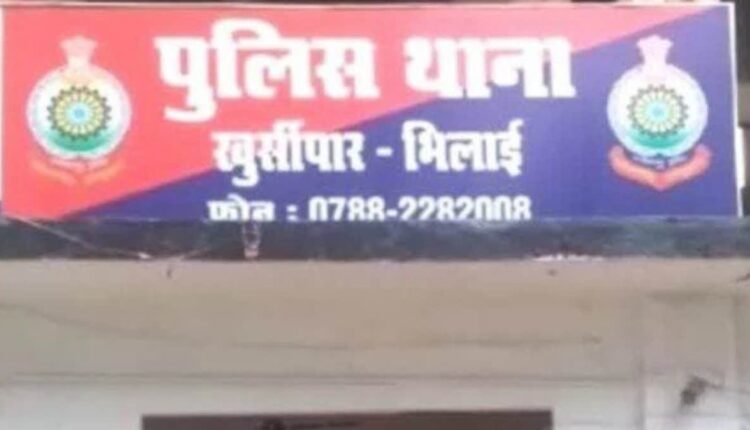 पुलिस थाना
खुर्सीपार - भिलाई
फोन : 0788-2282008